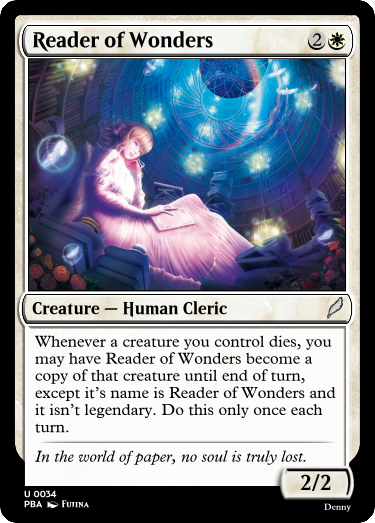 Reader of Wonders 2
Creature — Human Cleric
Whenever a creature you control dies, you
may have Reader of Wonders become a
copy of that creature until end of turn,
except it's name is Reader of Wonders and
it isn't legendary. Do this only once each
turn.
In the world of paper, no soul is truly lost.
2/2
U 0034
PBA Fujina
Denny